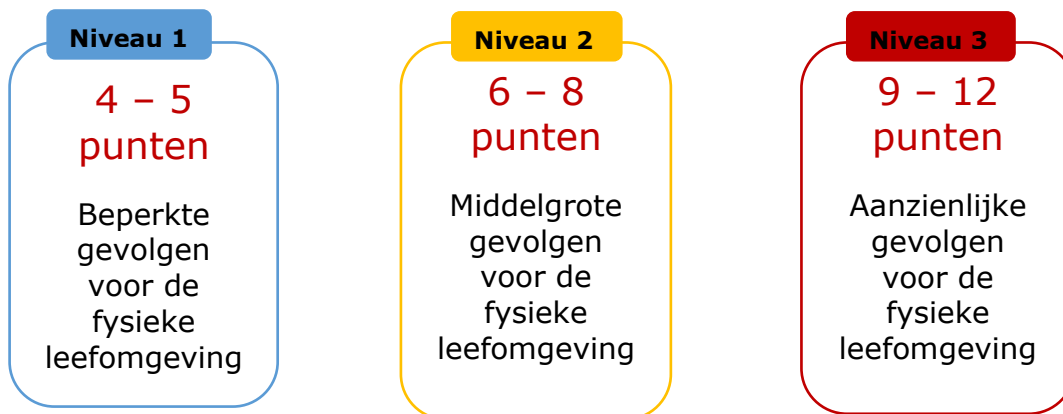 Niveau 1
4 – 5
punten
Beperkte
gevolgen
voor de
fysieke
leefomgeving
Niveau 2
6 – 8
punten
Middelgrote
gevolgen
voor de
fysieke
leefomgeving
Niveau 3
9 – 12
punten
Aanzienlijke
gevolgen
voor de
fysieke
leefomgeving